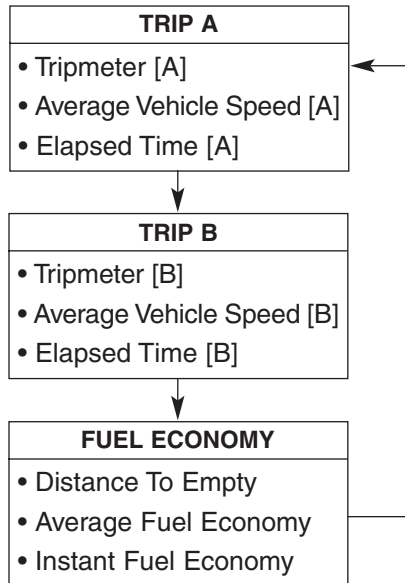 TRIP A
• Tripmeter [A]
• Average Vehicle Speed [A]
• Elapsed Time [A]
TRIP B
• Tripmeter [B]
• Average Vehicle Speed [B]
• Elapsed Time [B]
FUEL ECONOMY
• Distance To Empty
• Average Fuel Economy
• Instant Fuel Economy